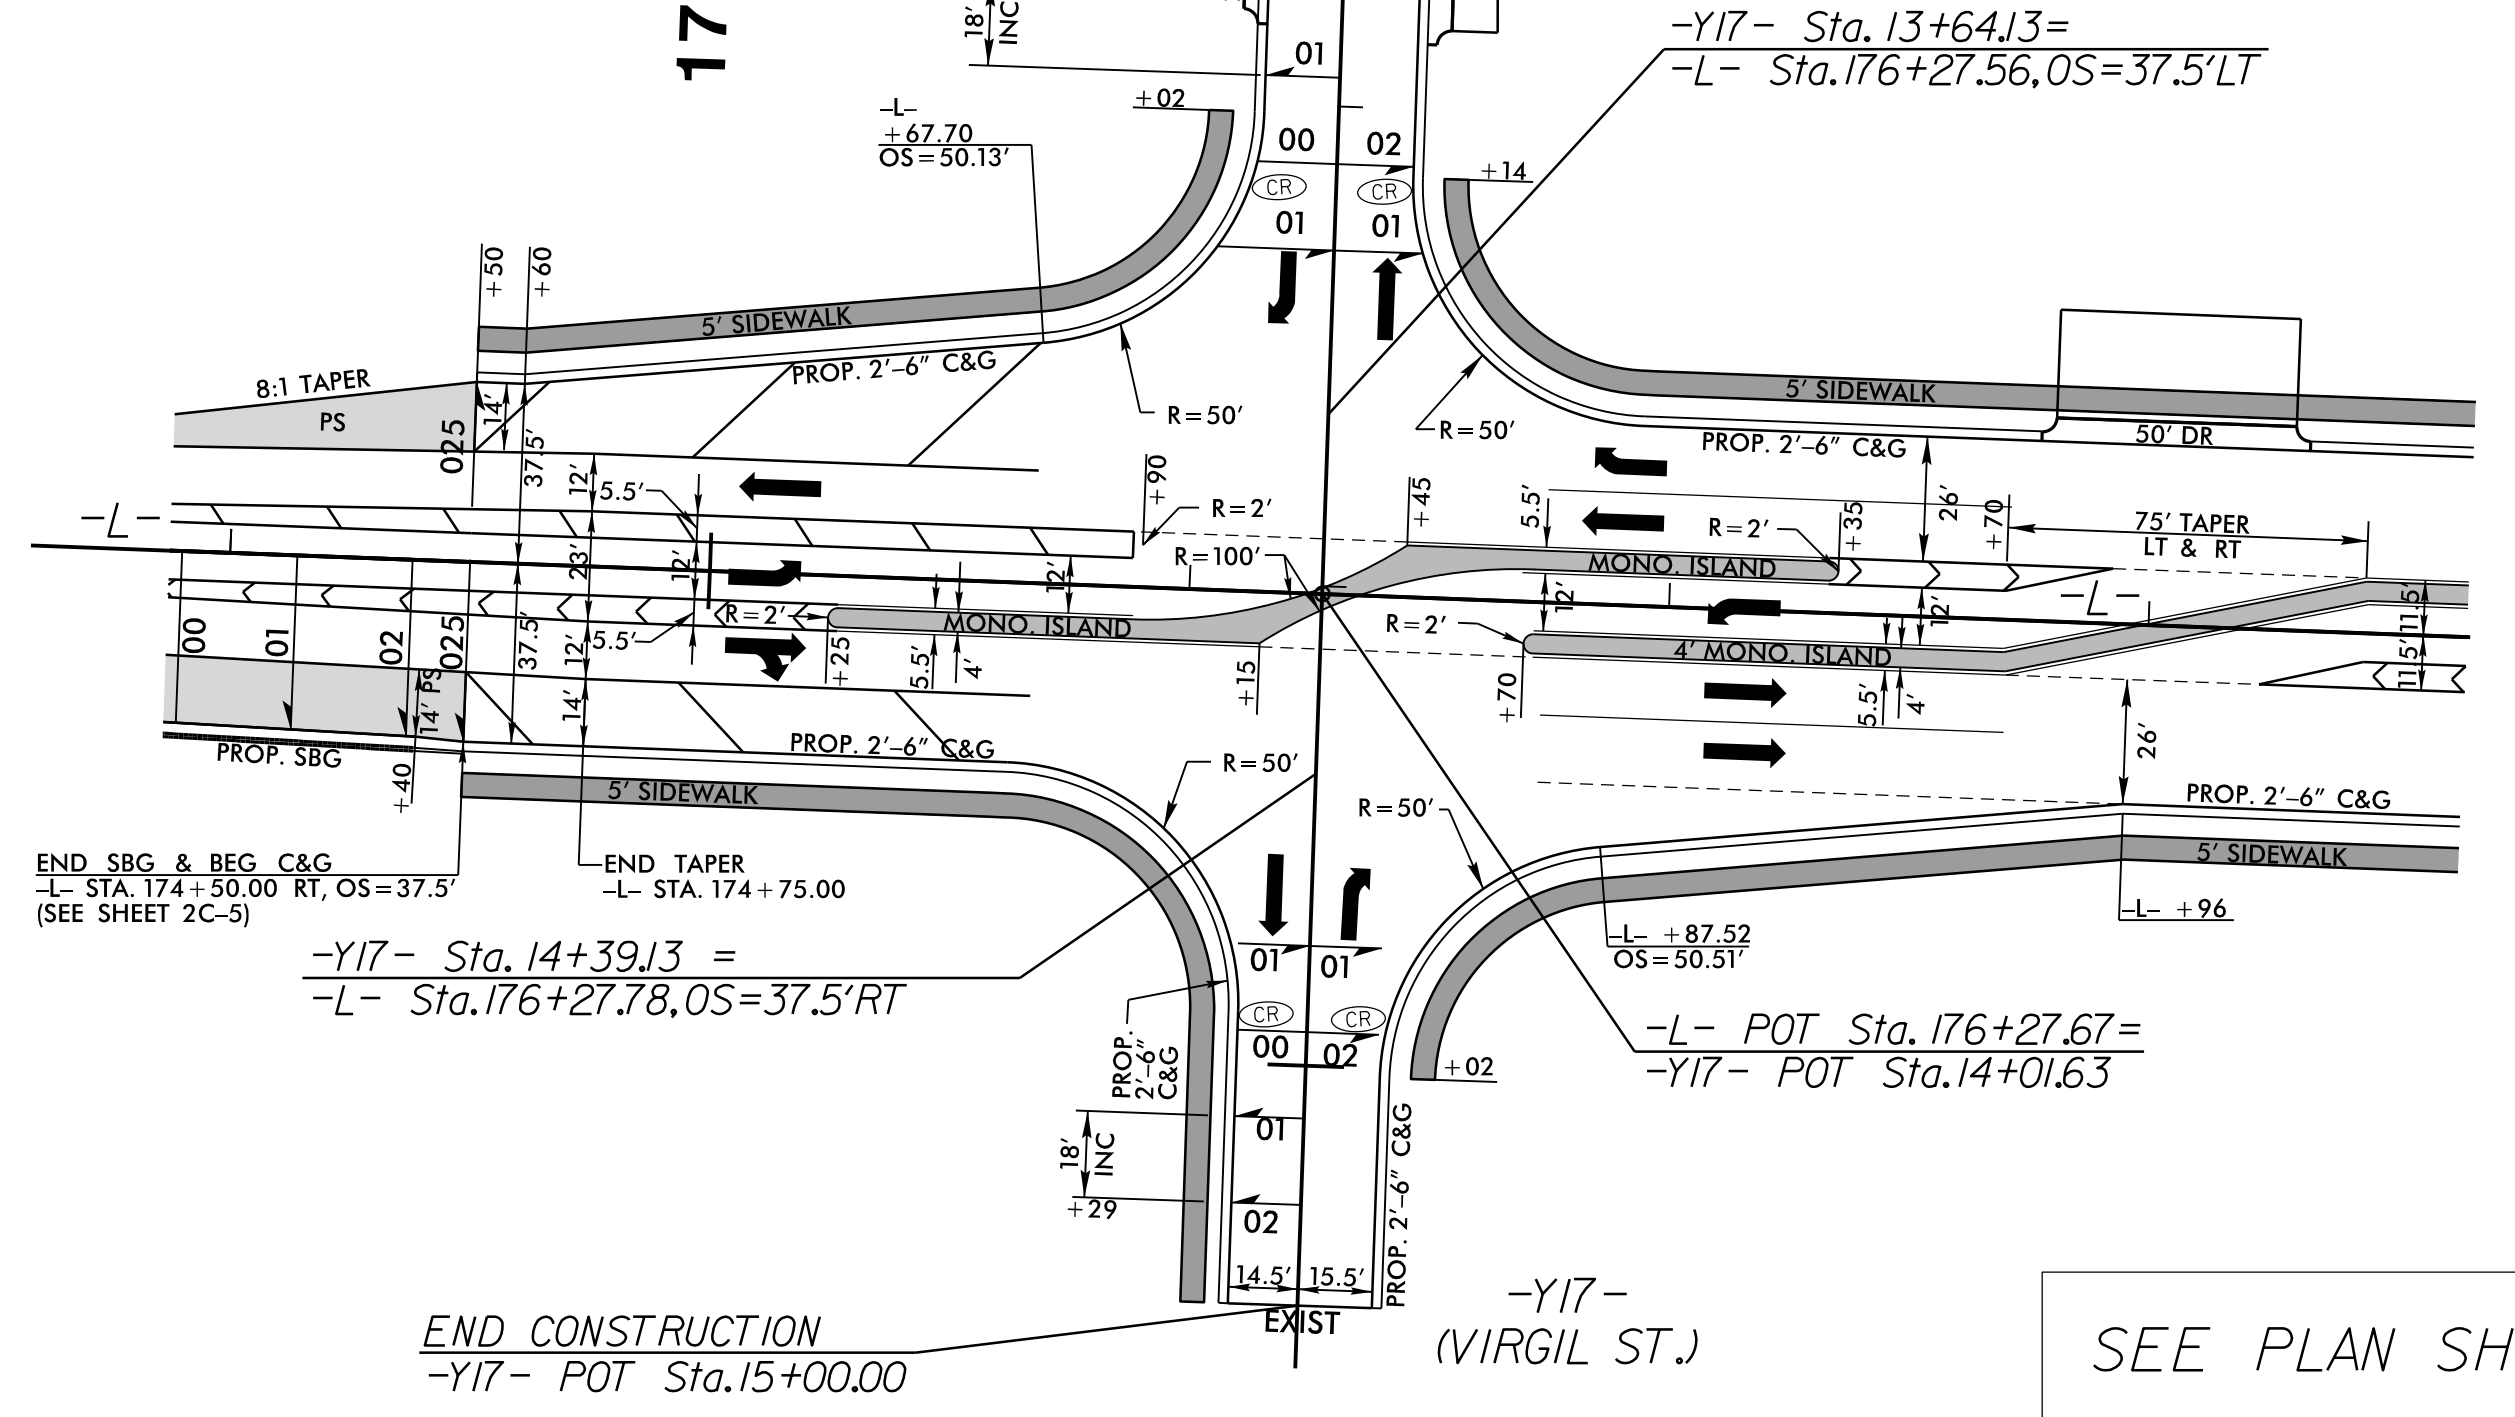 17
18'
INC
01
-Y17- Sta. 13+64.13=
-L- Sta.176+27.56,OS=37.5'LT
+02
-L-
+67.70
OS=50.13'
00
02
CR
CR
01
01
+14
+50
+60
5' SIDEWALK
PROP. 2'-6" C&G
8:1 TAPER
PS
025
14'
37.5'
12'
R=50'
R=50'
5' SIDEWALK
PROP. 2'-6" C&G
50' DR
-L-
5.5'
23'
12'
+90
R=2'
R=100'
12'
+45
5.5'
R=2'
+35
26'
+70
75' TAPER
LT & RT
MONO. ISLAND
-L-
11.5'
11.5'
00
01
02
025
14' PS
37.5'
12'
14'
5.5'
R=2'
MONO. ISLAND
+25
5.5'
4'
+15
R=2'
12'
12'
4' MONO. ISLAND
+70
5.5'
4'
26'
PROP. SBG
+40
PROP. 2'-6" C&G
5' SIDEWALK
R=50'
R=50'
PROP. 2'-6" C&G
5' SIDEWALK
END SBG & BEG C&G
-L- STA. 174+50.00 RT, OS=37.5'
(SEE SHEET 2C-5)
END TAPER
-L- STA. 174+75.00
-L- +96
-L- +87.52
OS=50.51'
-Y17- Sta. 14+39.13 =
-L- Sta.176+27.78,OS=37.5'RT
01
01
CR
CR
00
02
+02
-L- POT Sta. 176+27.67=
-Y17- POT Sta.14+01.63
PROP.
2'-6"
C&G
01
18'
INC
+29
02
PROP. 2'-6" C&G
14.5'
15.5'
EXIST
END CONSTRUCTION
-Y17- POT Sta.15+00.00
-Y17-
(VIRGIL ST.)
SEE PLAN SH